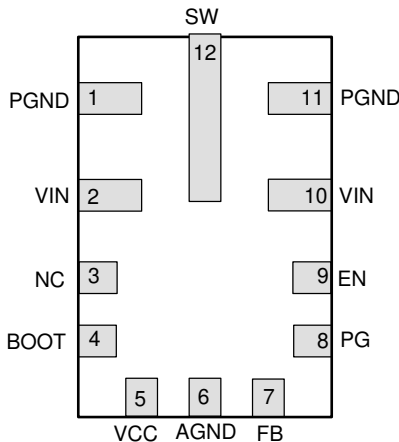 SW
12
PGND 1 11 PGND
VIN 2 10 VIN
NC 3 9 EN
BOOT 4 8 PG
5 6 7
VCC AGND FB